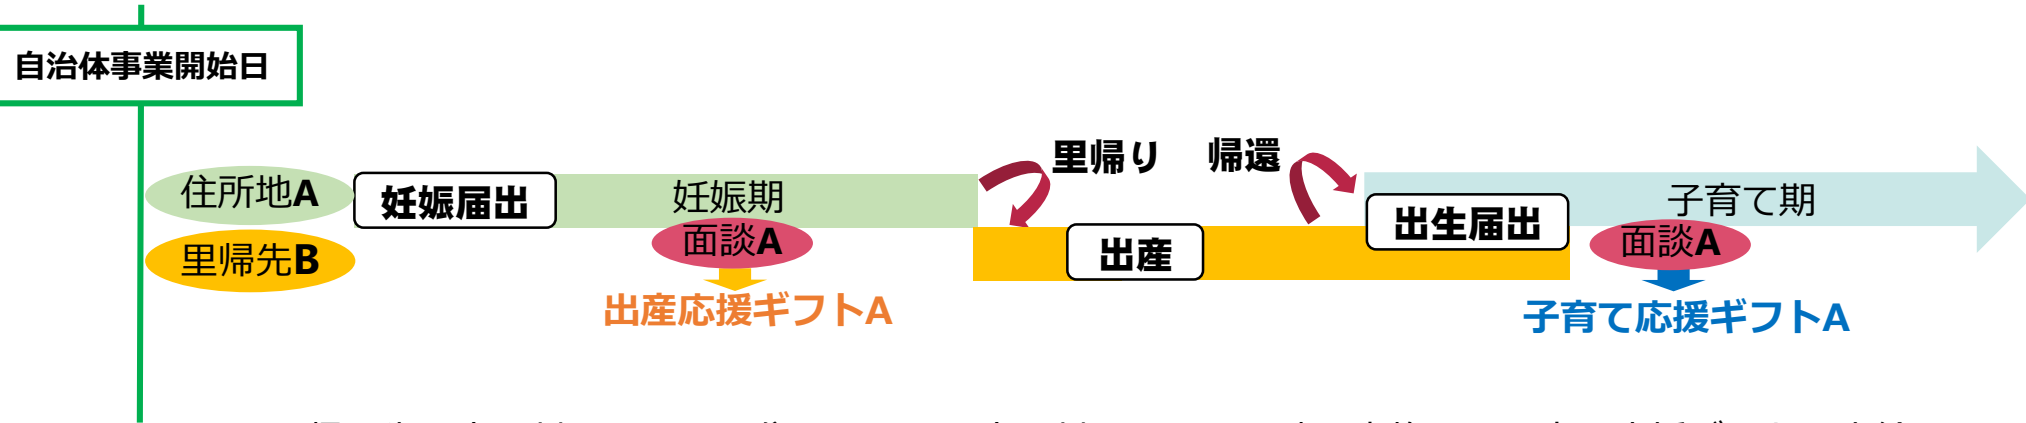 自治体事業開始日
里帰り 帰還
住所地A
妊娠届出
妊娠期
子育て期
里帰先B
面談A
出産
出生届出
面談A
出産応援ギフトA
子育て応援ギフトA